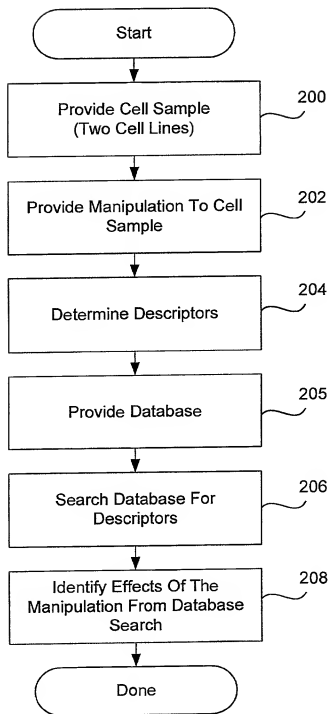 Start
Provide Cell Sample
(Two Cell Lines)
200
Provide Manipulation To Cell
Sample
202
Determine Descriptors
204
Provide Database
205
Search Database For
Descriptors
206
Identify Effects Of The
Manipulation From Database
Search
208
Done